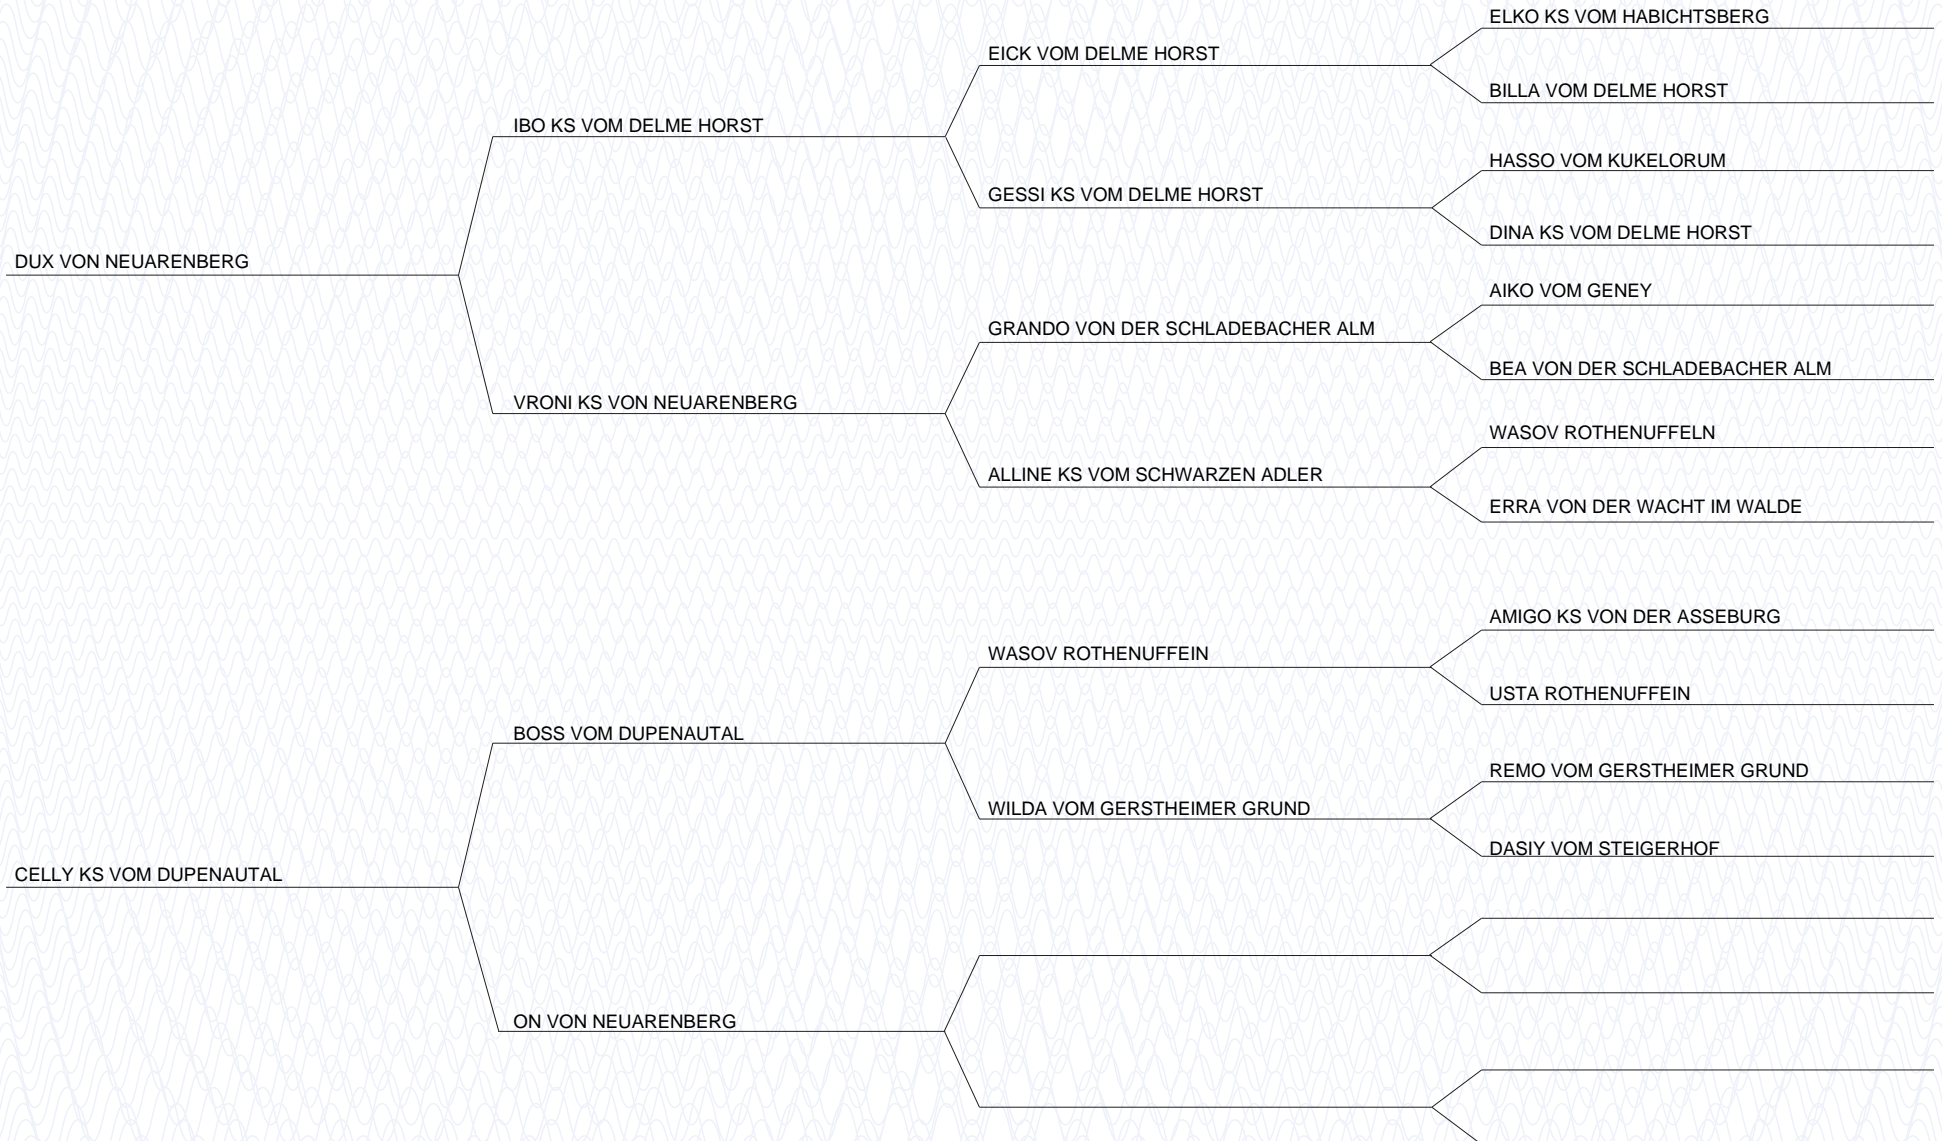 ELKO KS VOM HABICHTSBERG
EICK VOM DELME HORST
BILLA VOM DELME HORST
IBO KS VOM DELME HORST
HASSO VOM KUKELORUM
GESSI KS VOM DELME HORST
DINA KS VOM DELME HORST
DUX VON NEUARENBERG
AIKO VOM GENEY
GRANDO VON DER SCHLADEBACHER ALM
BEA VON DER SCHLADEBACHER ALM
VRONI KS VON NEUARENBERG
WASOV ROTHENUFFELN
ALLINE KS VOM SCHWARZEN ADLER
ERRA VON DER WACHT IM WALDE
AMIGO KS VON DER ASSEBURG
WASOV ROTHENUFFEIN
USTA ROTHENUFFEIN
BOSS VOM DUPENAUTAL
REMO VOM GERSTHEIMER GRUND
WILDA VOM GERSTHEIMER GRUND
DASIY VOM STEIGERHOF
CELLY KS VOM DUPENAUTAL
ON VON NEUARENBERG